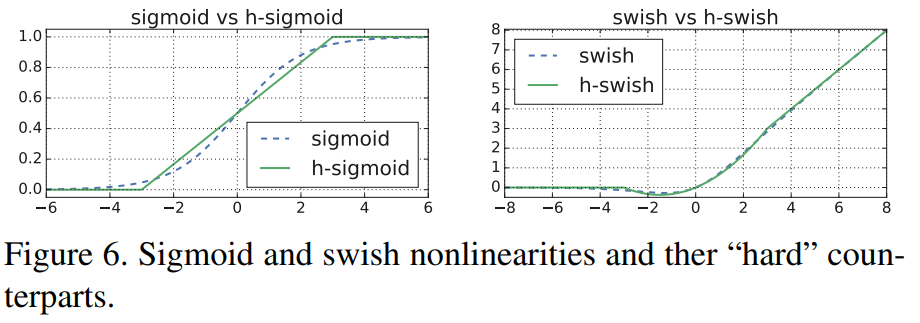 sigmoid vs h-sigmoid
1.0
0.8
0.6
0.4
0.2
0.0
−6 −4 −2 0 2 4 6
sigmoid
h-sigmoid
swish vs h-swish
8
7
6
5
4
3
2
1
0
−8 −6 −4 −2 0 2 4 6 8
swish
h-swish
Figure 6. Sigmoid and swish nonlinearities and ther “hard” coun-
terparts.